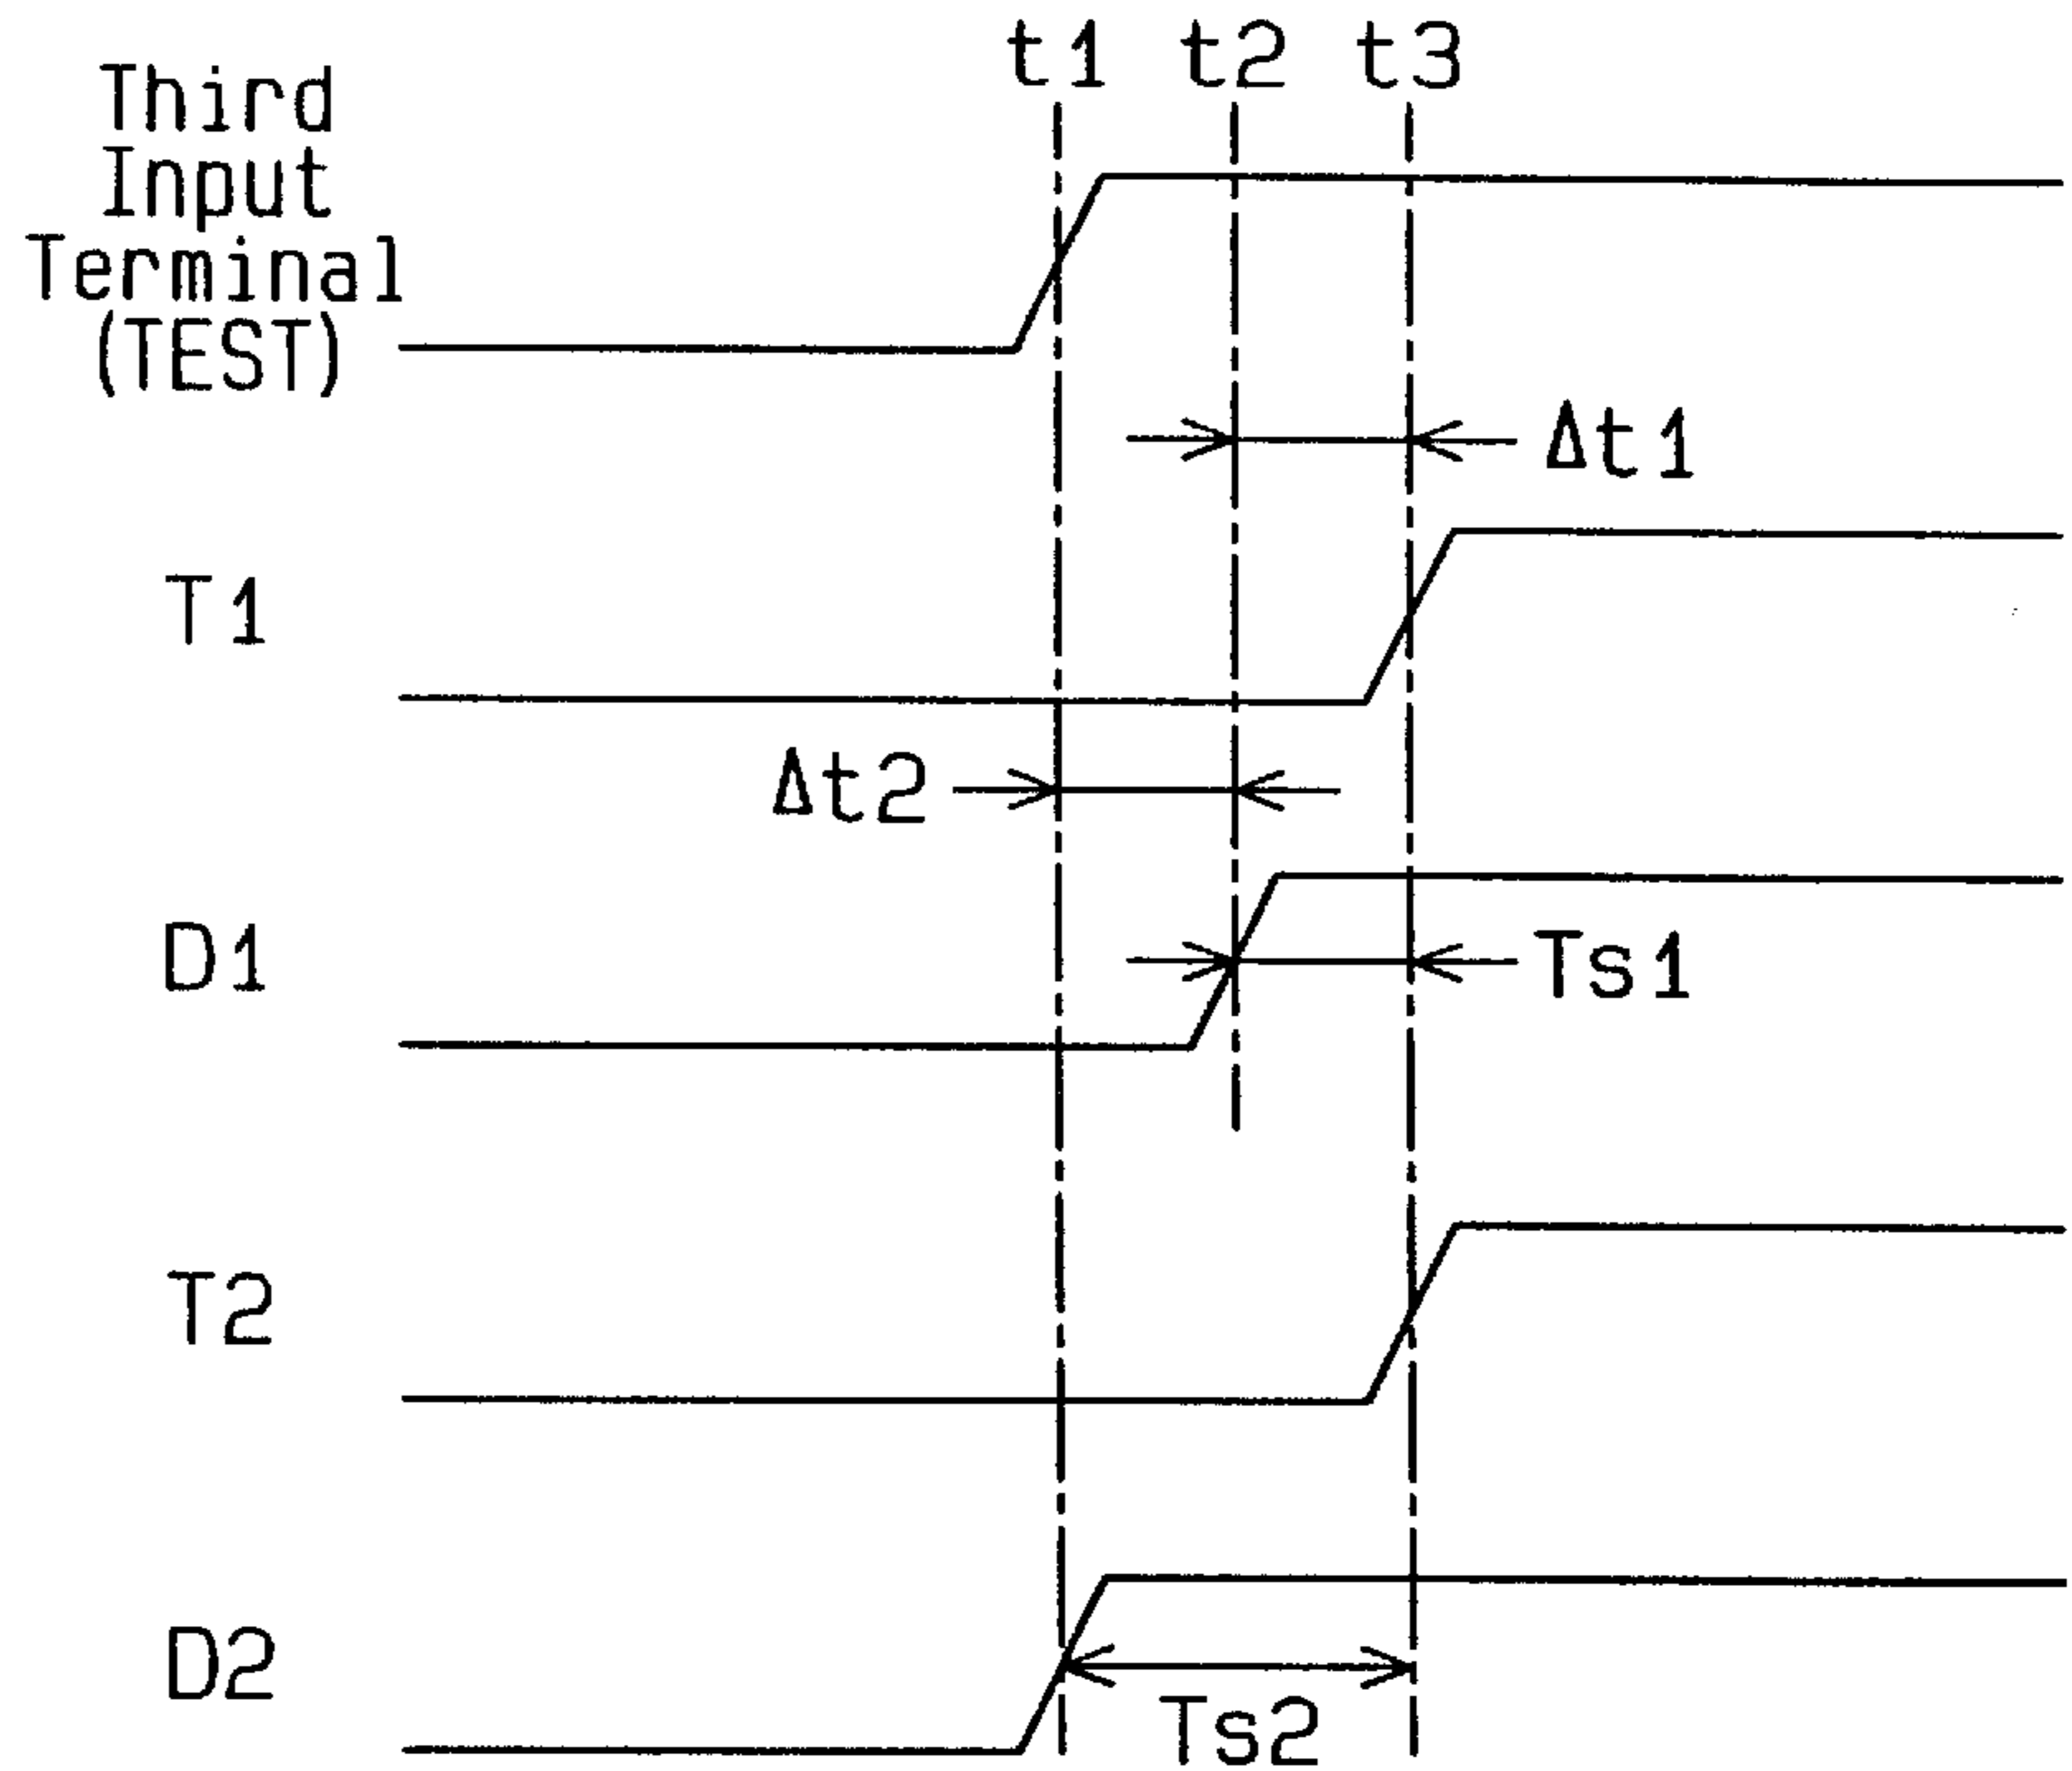 t1 t2 t3
Third
Input
Terminal
(TEST)
Δt1
T1
Δt2
D1
Ts1
T2
D2
Ts2